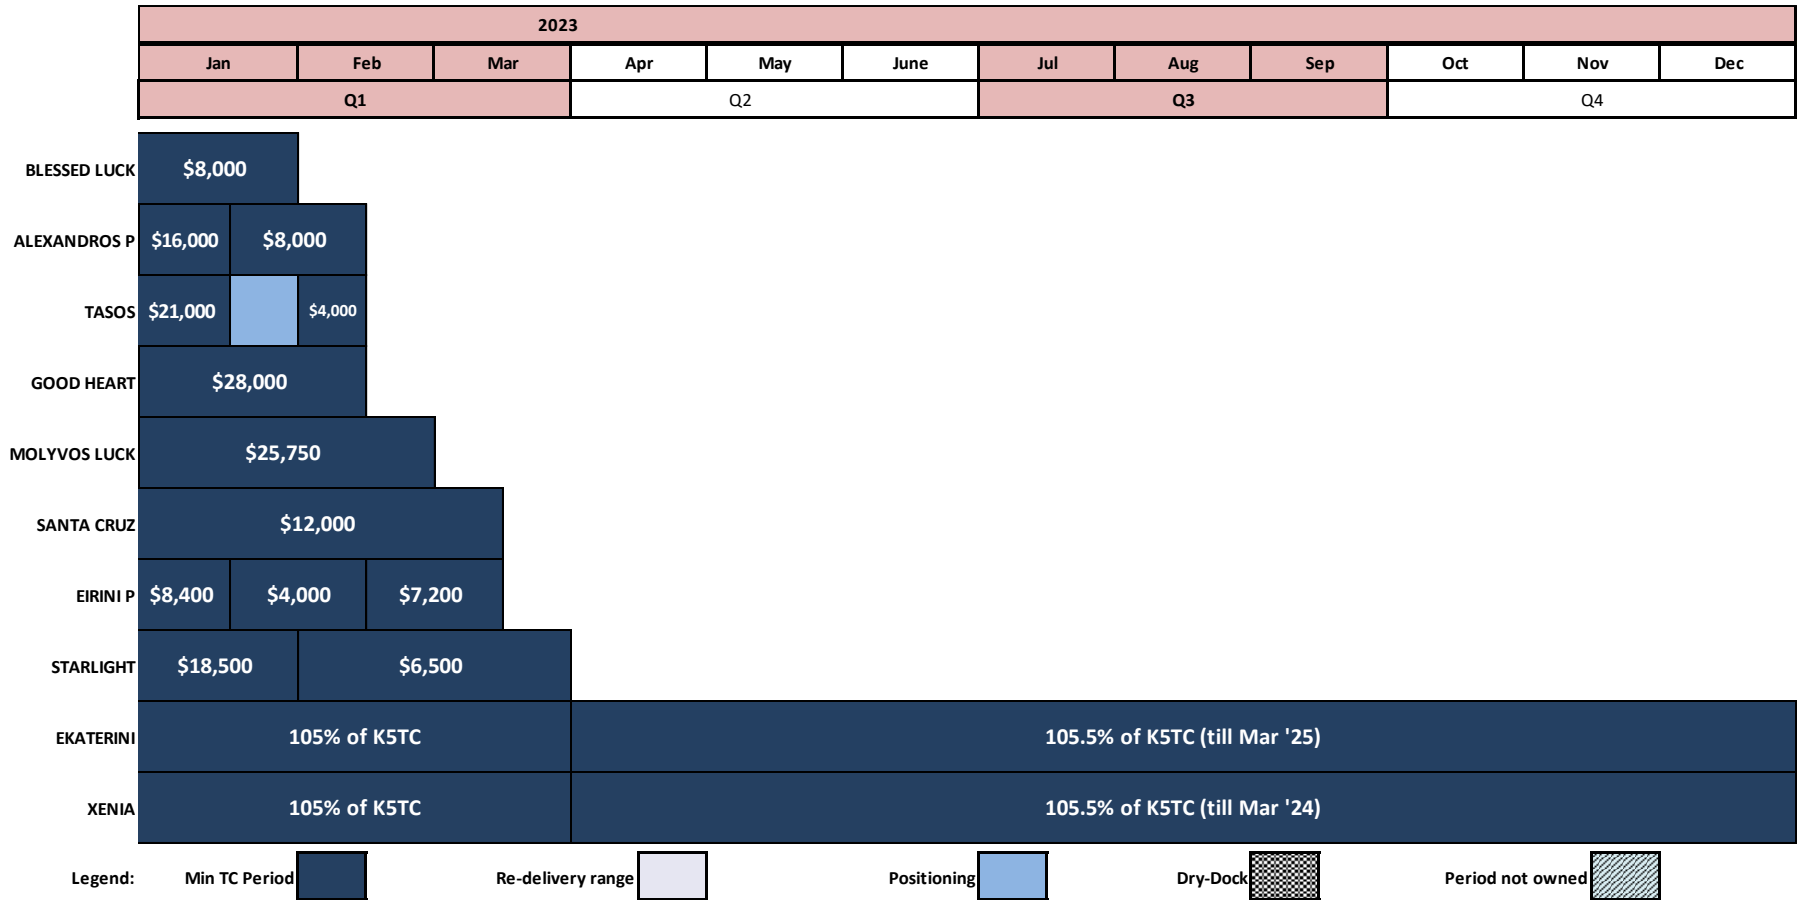 2023
Jan Feb Mar Apr May June Jul Aug Sep Oct Nov Dec
Q1 Q2 Q3 Q4
BLESSED LUCK $8,000
ALEXANDROS P $16,000 $8,000
TASOS $21,000 $4,000
GOOD HEART $28,000
MOLYVOS LUCK $25,750
SANTA CRUZ $12,000
EIRINI P $8,400 $4,000 $7,200
STARLIGHT $18,500 $6,500
EKATERINI 105% of K5TC 105.5% of K5TC (till Mar '25)
XENIA 105% of K5TC 105.5% of K5TC (till Mar '24)
Legend: Min TC Period Re-delivery range Positioning Dry-Dock Period not owned